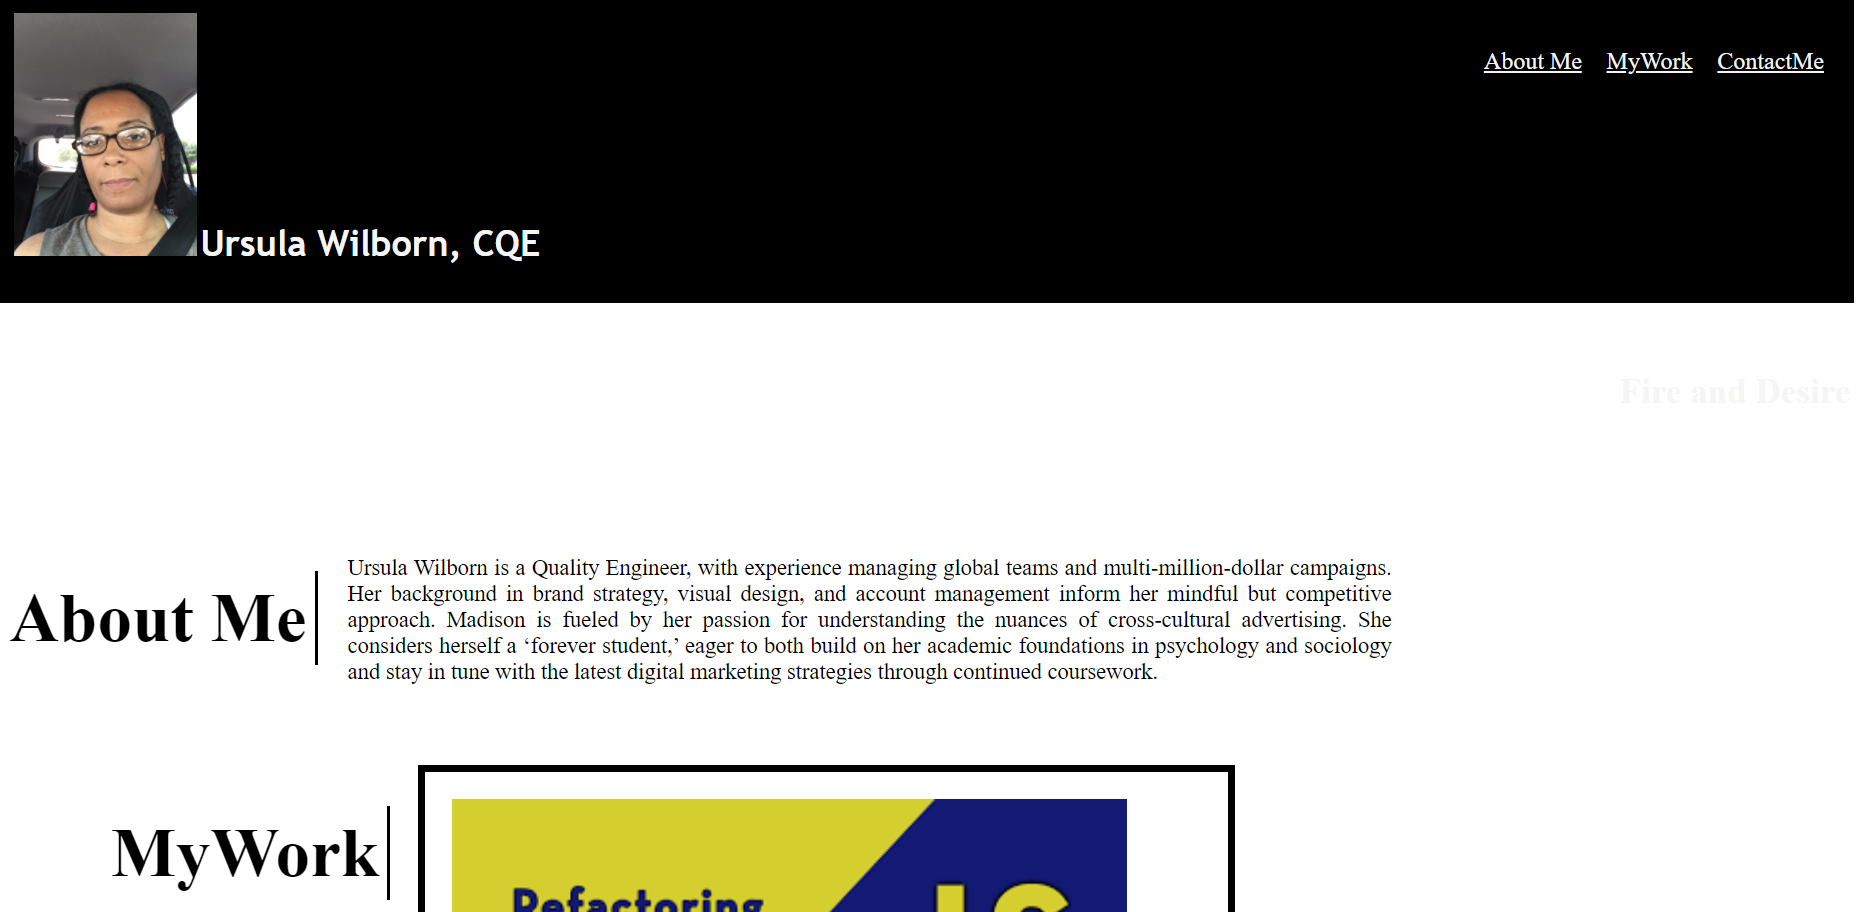 About Me MyWork ContactMe
Ursula Wilborn, CQE
Fire and Desire
About Me
Ursula Wilborn is a Quality Engineer, with experience managing global teams and multi-million-dollar campaigns.
Her background in brand strategy, visual design, and account management inform her mindful but competitive
approach. Madison is fueled by her passion for understanding the nuances of cross-cultural advertising. She
considers herself a ‘forever student,’ eager to both build on her academic foundations in psychology and sociology
and stay in tune with the latest digital marketing strategies through continued coursework.
MyWork
Refactoring
JS